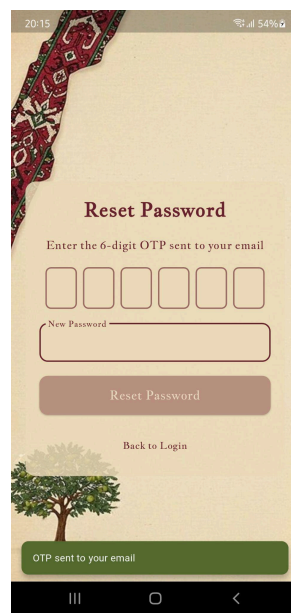 20:15
54%
Reset Password
Enter the 6-digit OTP sent to your email
New Password
Reset Password
Back to Login
OTP sent to your email